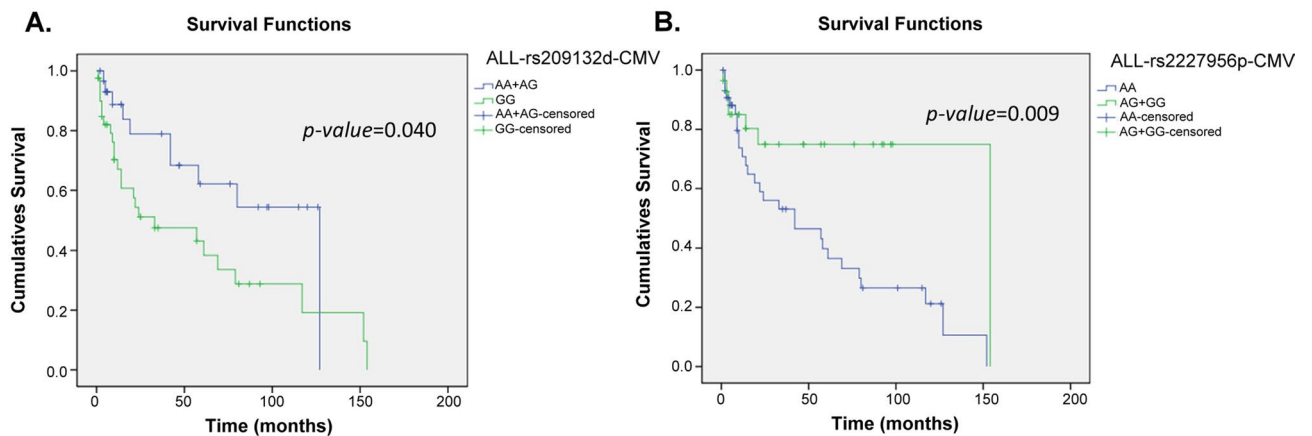 A.
Survival Functions
ALL-rs209132d-CMV
AA+AG
GG
AA+AG-censored
GG-censored
p-value=0.040
Cumulatives Survival
1.0
0.8
0.6
0.4
0.2
0.0
0 50 100 150 200
Time (months)
B.
Survival Functions
ALL-rs2227956p-CMV
AA
AG+GG
AA-censored
AG+GG-censored
p-value=0.009
Cumulatives Survival
1.0
0.8
0.6
0.4
0.2
0.0
0 50 100 150 200
Time (months)